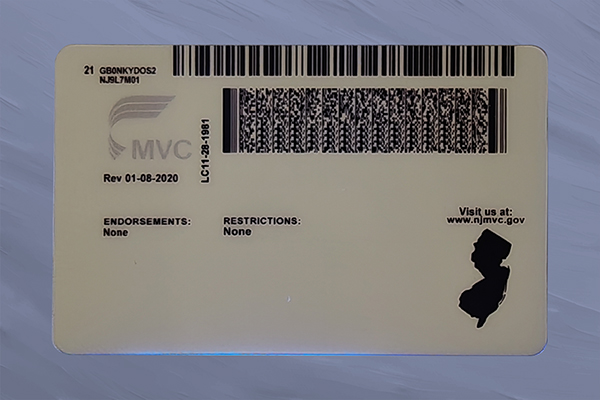 21 GB0NKYDOS2
NJ9L7M01
MVC
LC11-28-1981
Rev 01-08-2020
ENDORSEMENTS:
None
RESTRICTIONS:
None
Visit us at:
www.njmvc.gov